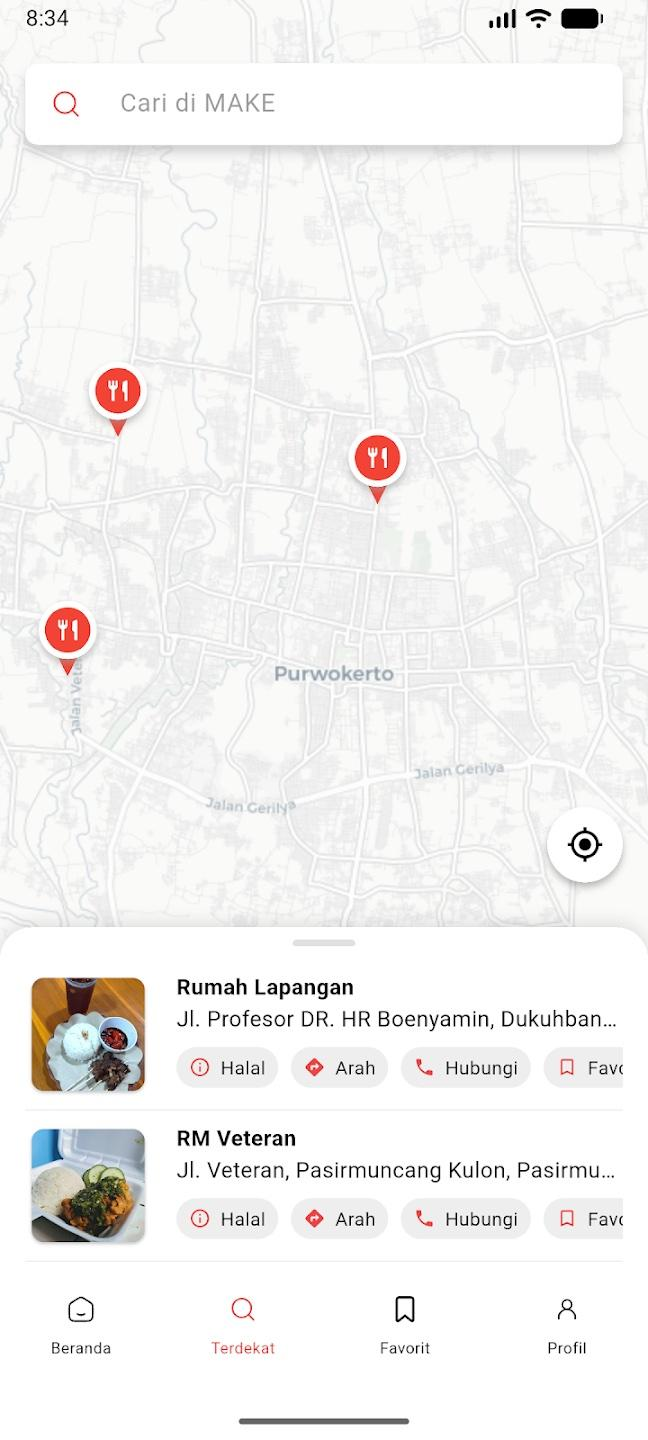 8:34
Cari di MAKE
Jalan Vete
Purwokerto
Jalan Gerilya
Jalan Gerilya
Rumah Lapangan
Jl. Profesor DR. HR Boenyamin, Dukuhban...
Halal Arah Hubungi Favo
RM Veteran
Jl. Veteran, Pasirmuncang Kulon, Pasirmu...
Halal Arah Hubungi Favo
Beranda Terdekat Favorit Profil